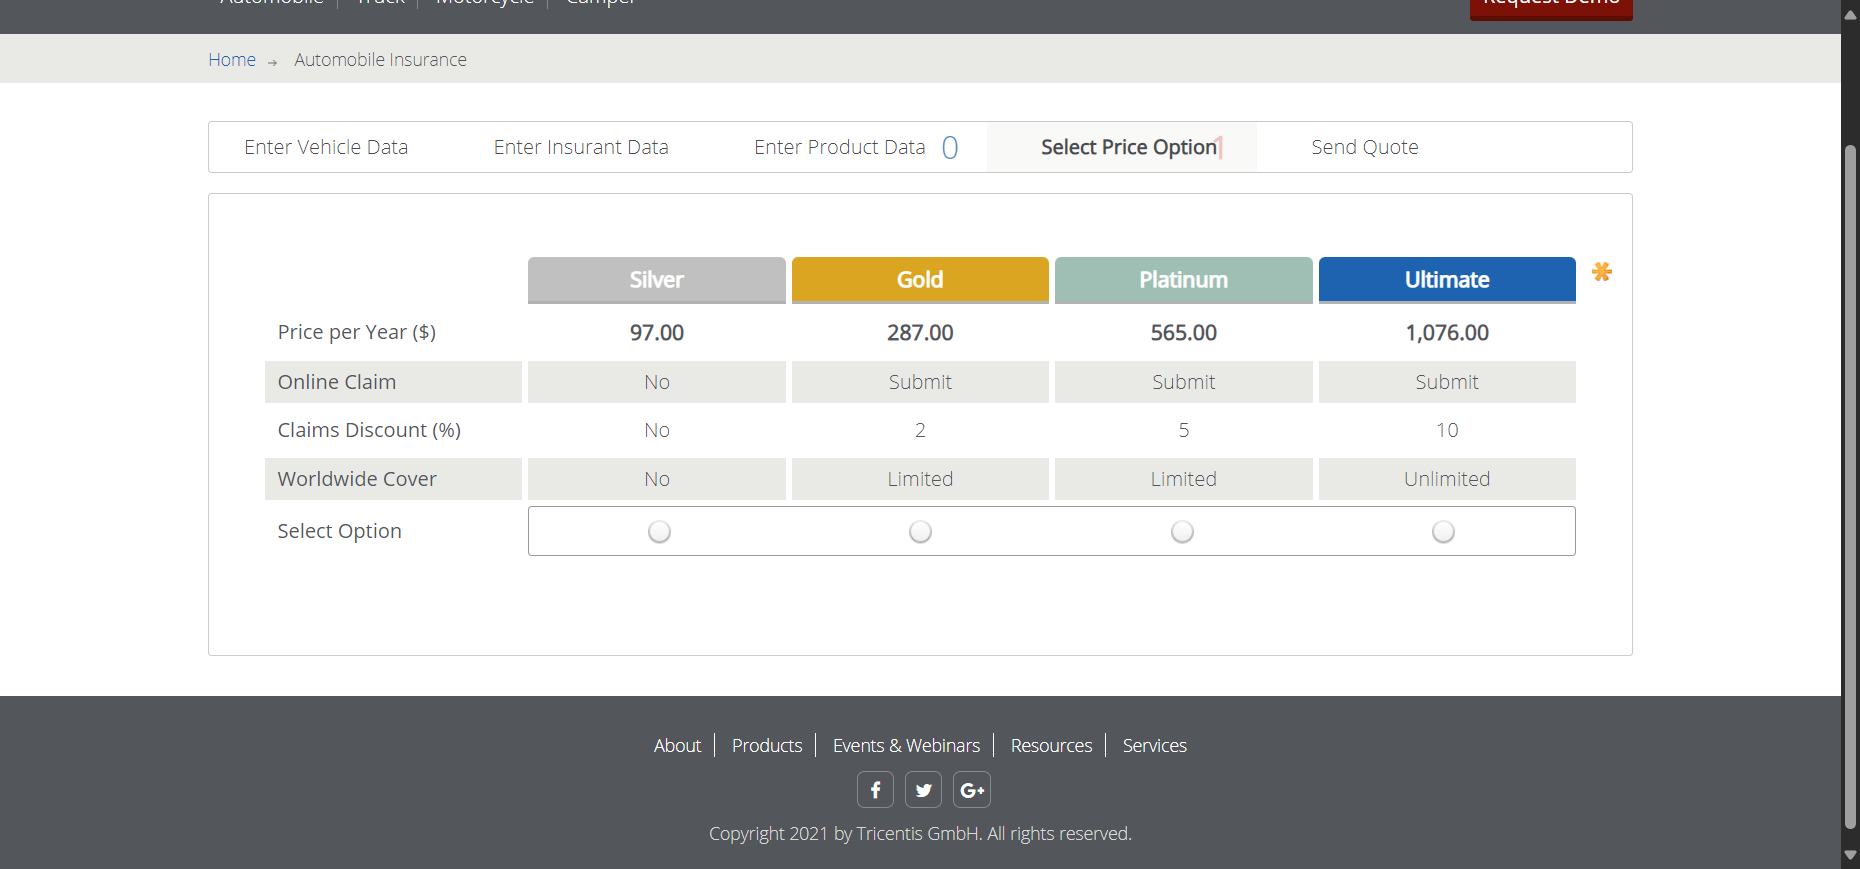 Automobile Truck Motorcycle Camper Request Demo
Home → Automobile Insurance
Enter Vehicle Data Enter Insurant Data Enter Product Data 0 Select Price Option 1 Send Quote
Silver Gold Platinum Ultimate
Price per Year ($) 97.00 287.00 565.00 1,076.00
Online Claim No Submit Submit Submit
Claims Discount (%) No 2 5 10
Worldwide Cover No Limited Limited Unlimited
Select Option
About Products Events & Webinars Resources Services
f G+
Copyright 2021 by Tricentis GmbH. All rights reserved.